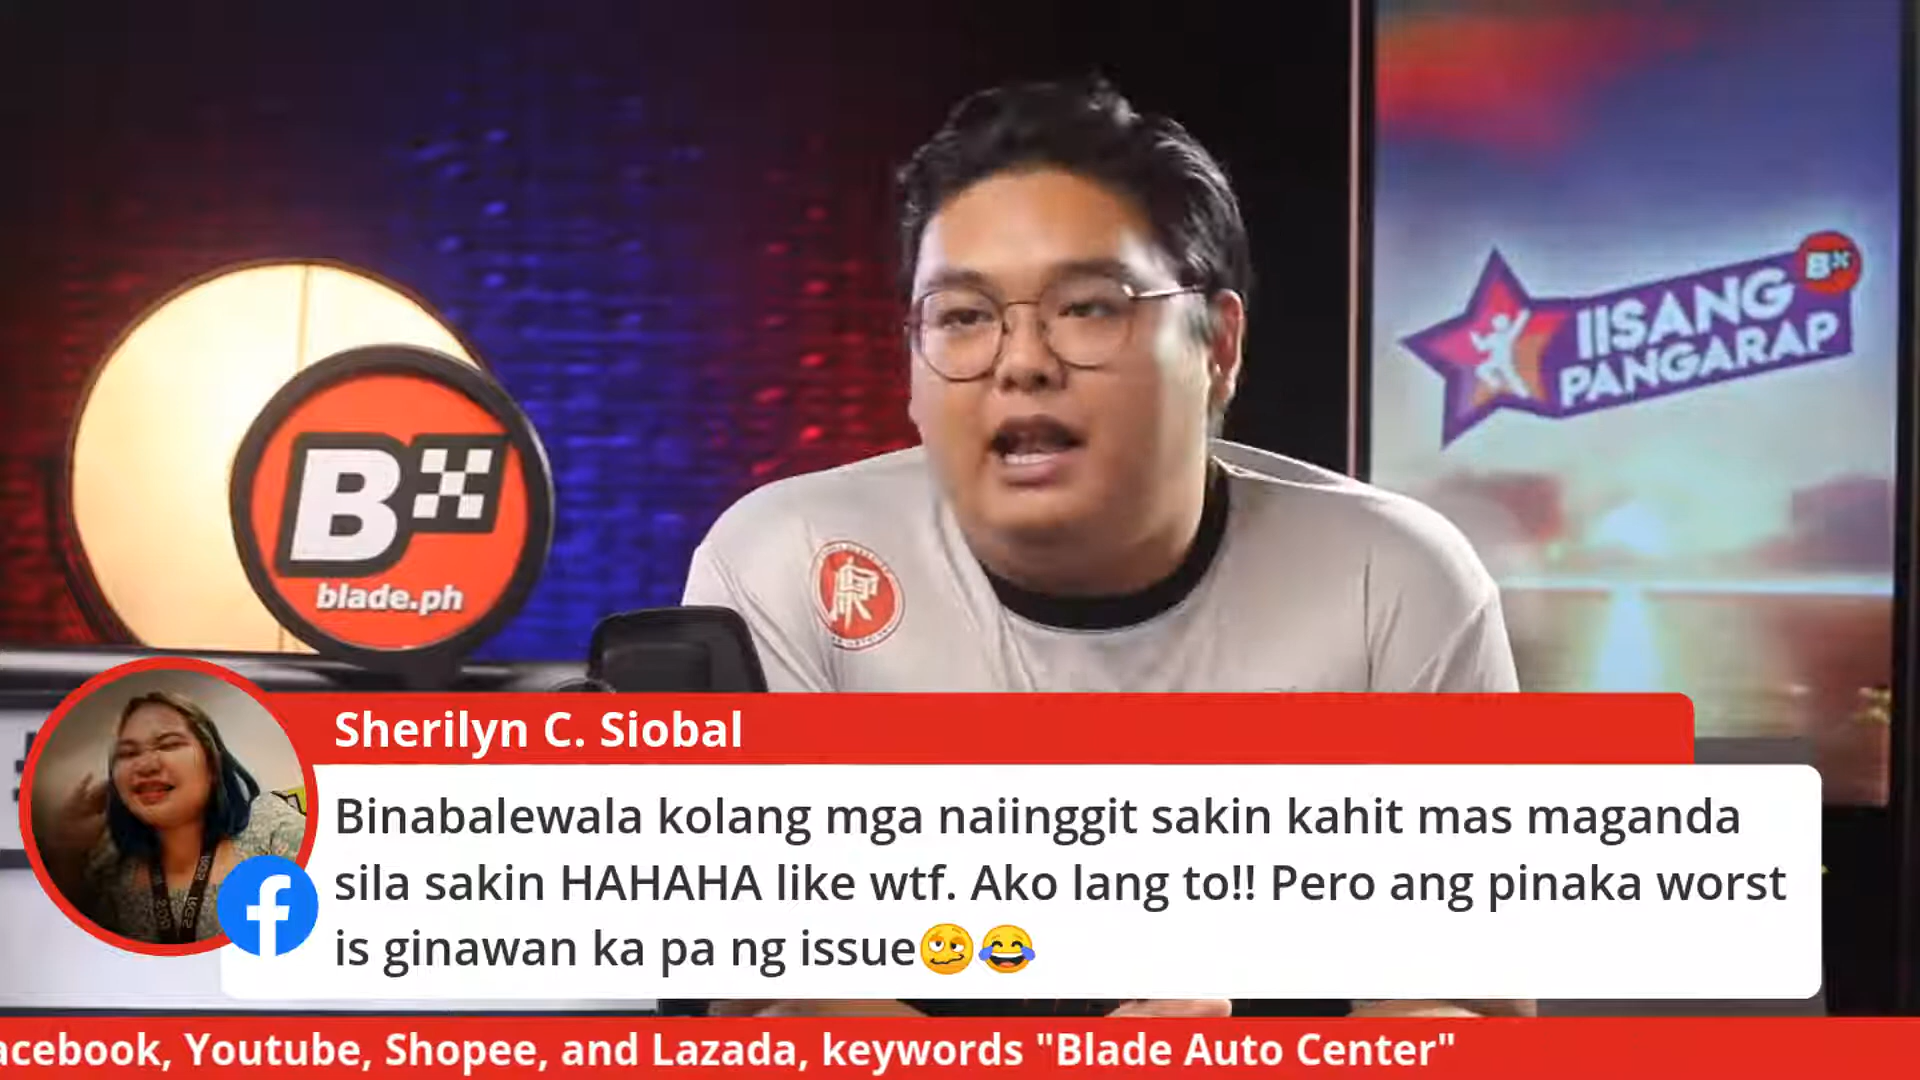 IISANG
PANGARAP
B
B
blade.ph
Sherilyn C. Siobal
Binabalewala kolang mga naiinggit sakin kahit mas maganda
sila sakin HAHAHA like wtf. Ako lang to!! Pero ang pinaka worst
is ginawan ka pa ng issue🥴😂
acebook, Youtube, Shopee, and Lazada, keywords "Blade Auto Center"